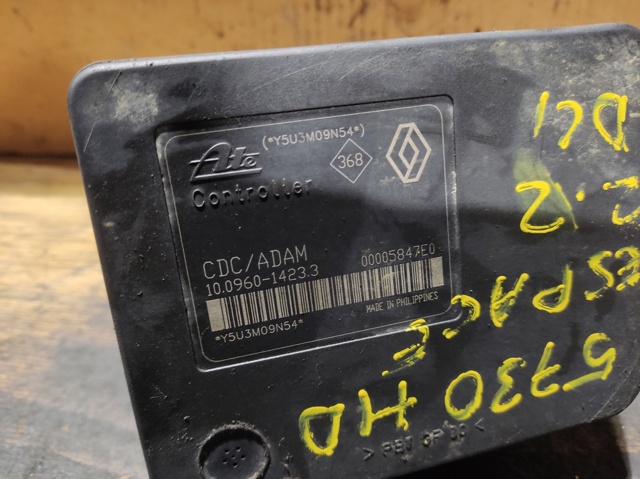 (*Y5U3M09N54*)
Ate
368
Controller
CDC/ADAM
10.0960-1423.3
00005847E0
MADE IN PHILIPPINES
*Y5U3M09N54*
DCI
2.2
ESPACE
5730 HD